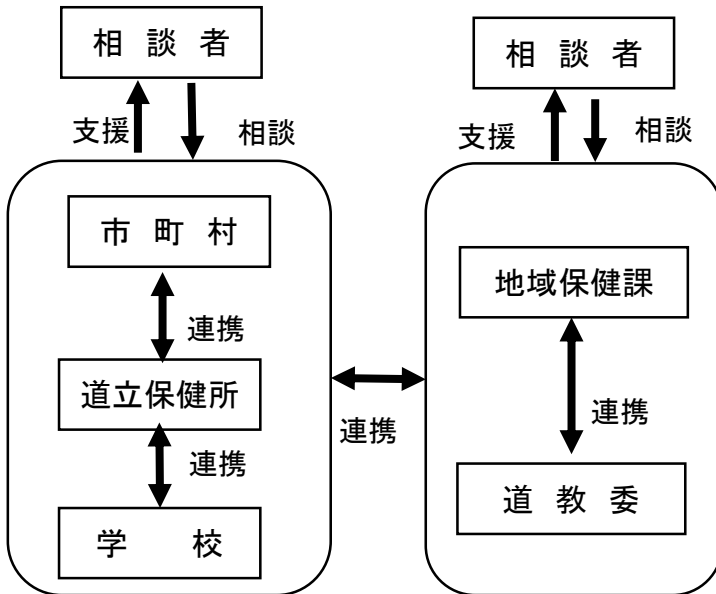 相 談 者
支援
相談
市 町 村
連携
道立保健所
連携
学 校
連携
相 談 者
支援
相談
地域保健課
連携
道 教 委